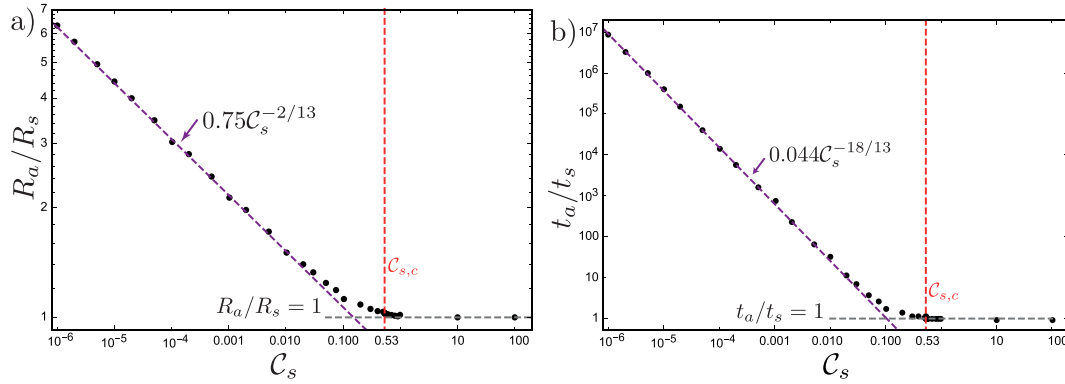 a)
7
6
5
4
3
2
1
R_a/R_s
0.75𝒞_s^{-2/13}
𝒞_{s,c}
R_a/R_s = 1
10^{-6}
10^{-5}
10^{-4}
0.001
0.010
0.100
0.53
10
100
𝒞_s
b)
10^7
10^6
10^5
10^4
10^3
100
10
1
t_a/t_s
0.044𝒞_s^{-18/13}
𝒞_{s,c}
t_a/t_s = 1
10^{-6}
10^{-5}
10^{-4}
0.001
0.010
0.100
0.53
10
100
𝒞_s